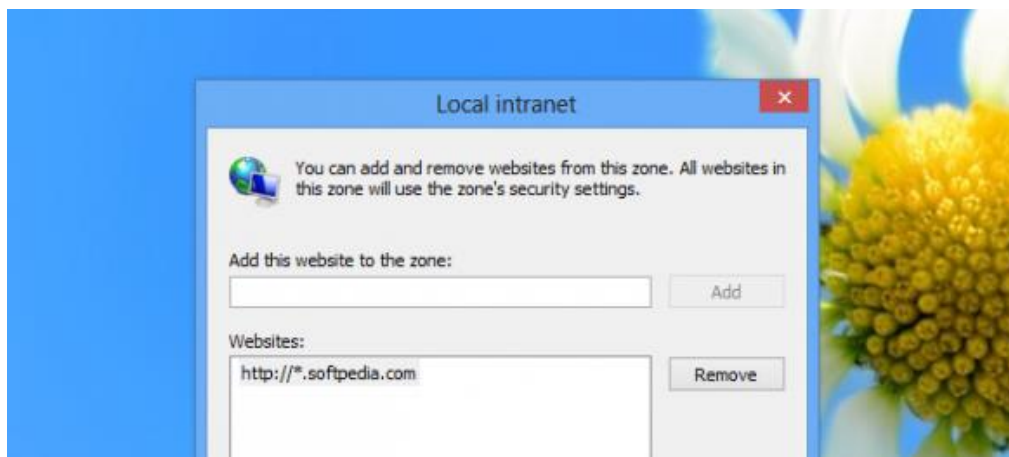 Local intranet
You can add and remove websites from this zone. All websites in
this zone will use the zone's security settings.
Add this website to the zone:
Add
Websites:
http://*.softpedia.com
Remove